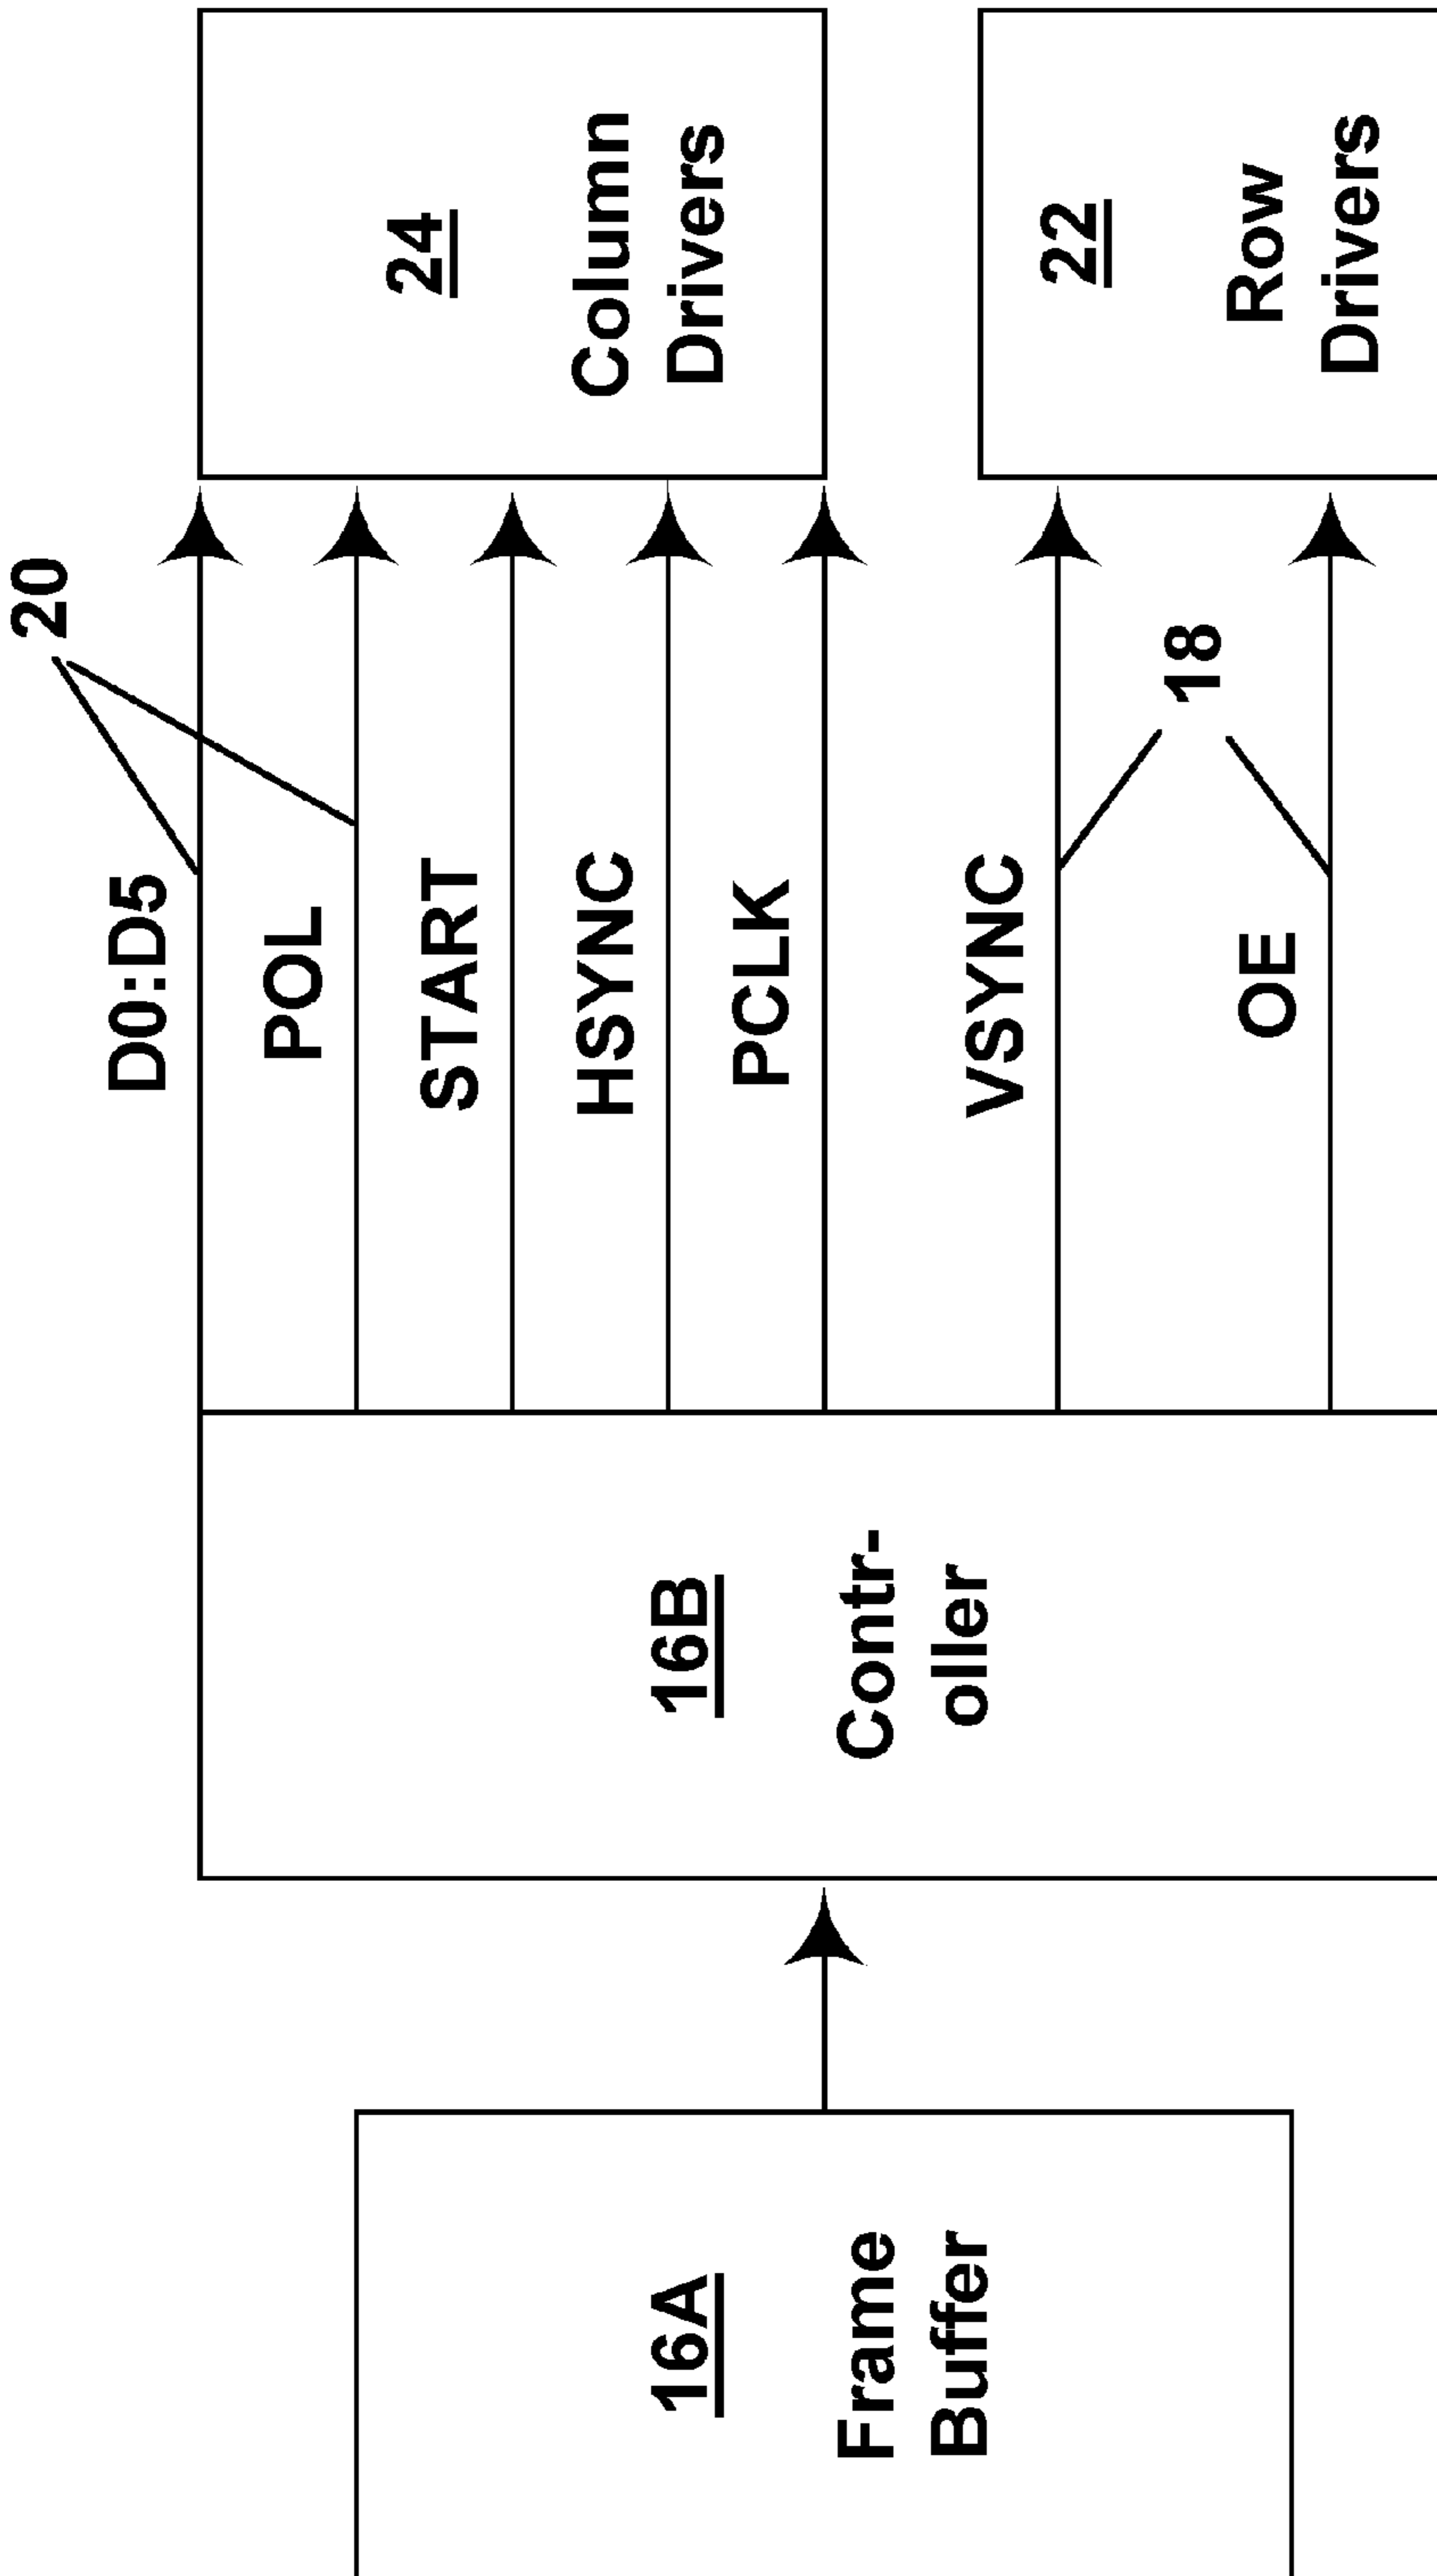 16A
Frame
Buffer
16B
Contr-
oller
D0:D5
20
POL
START
HSYNC
PCLK
VSYNC
18
OE
24
Column
Drivers
22
Row
Drivers